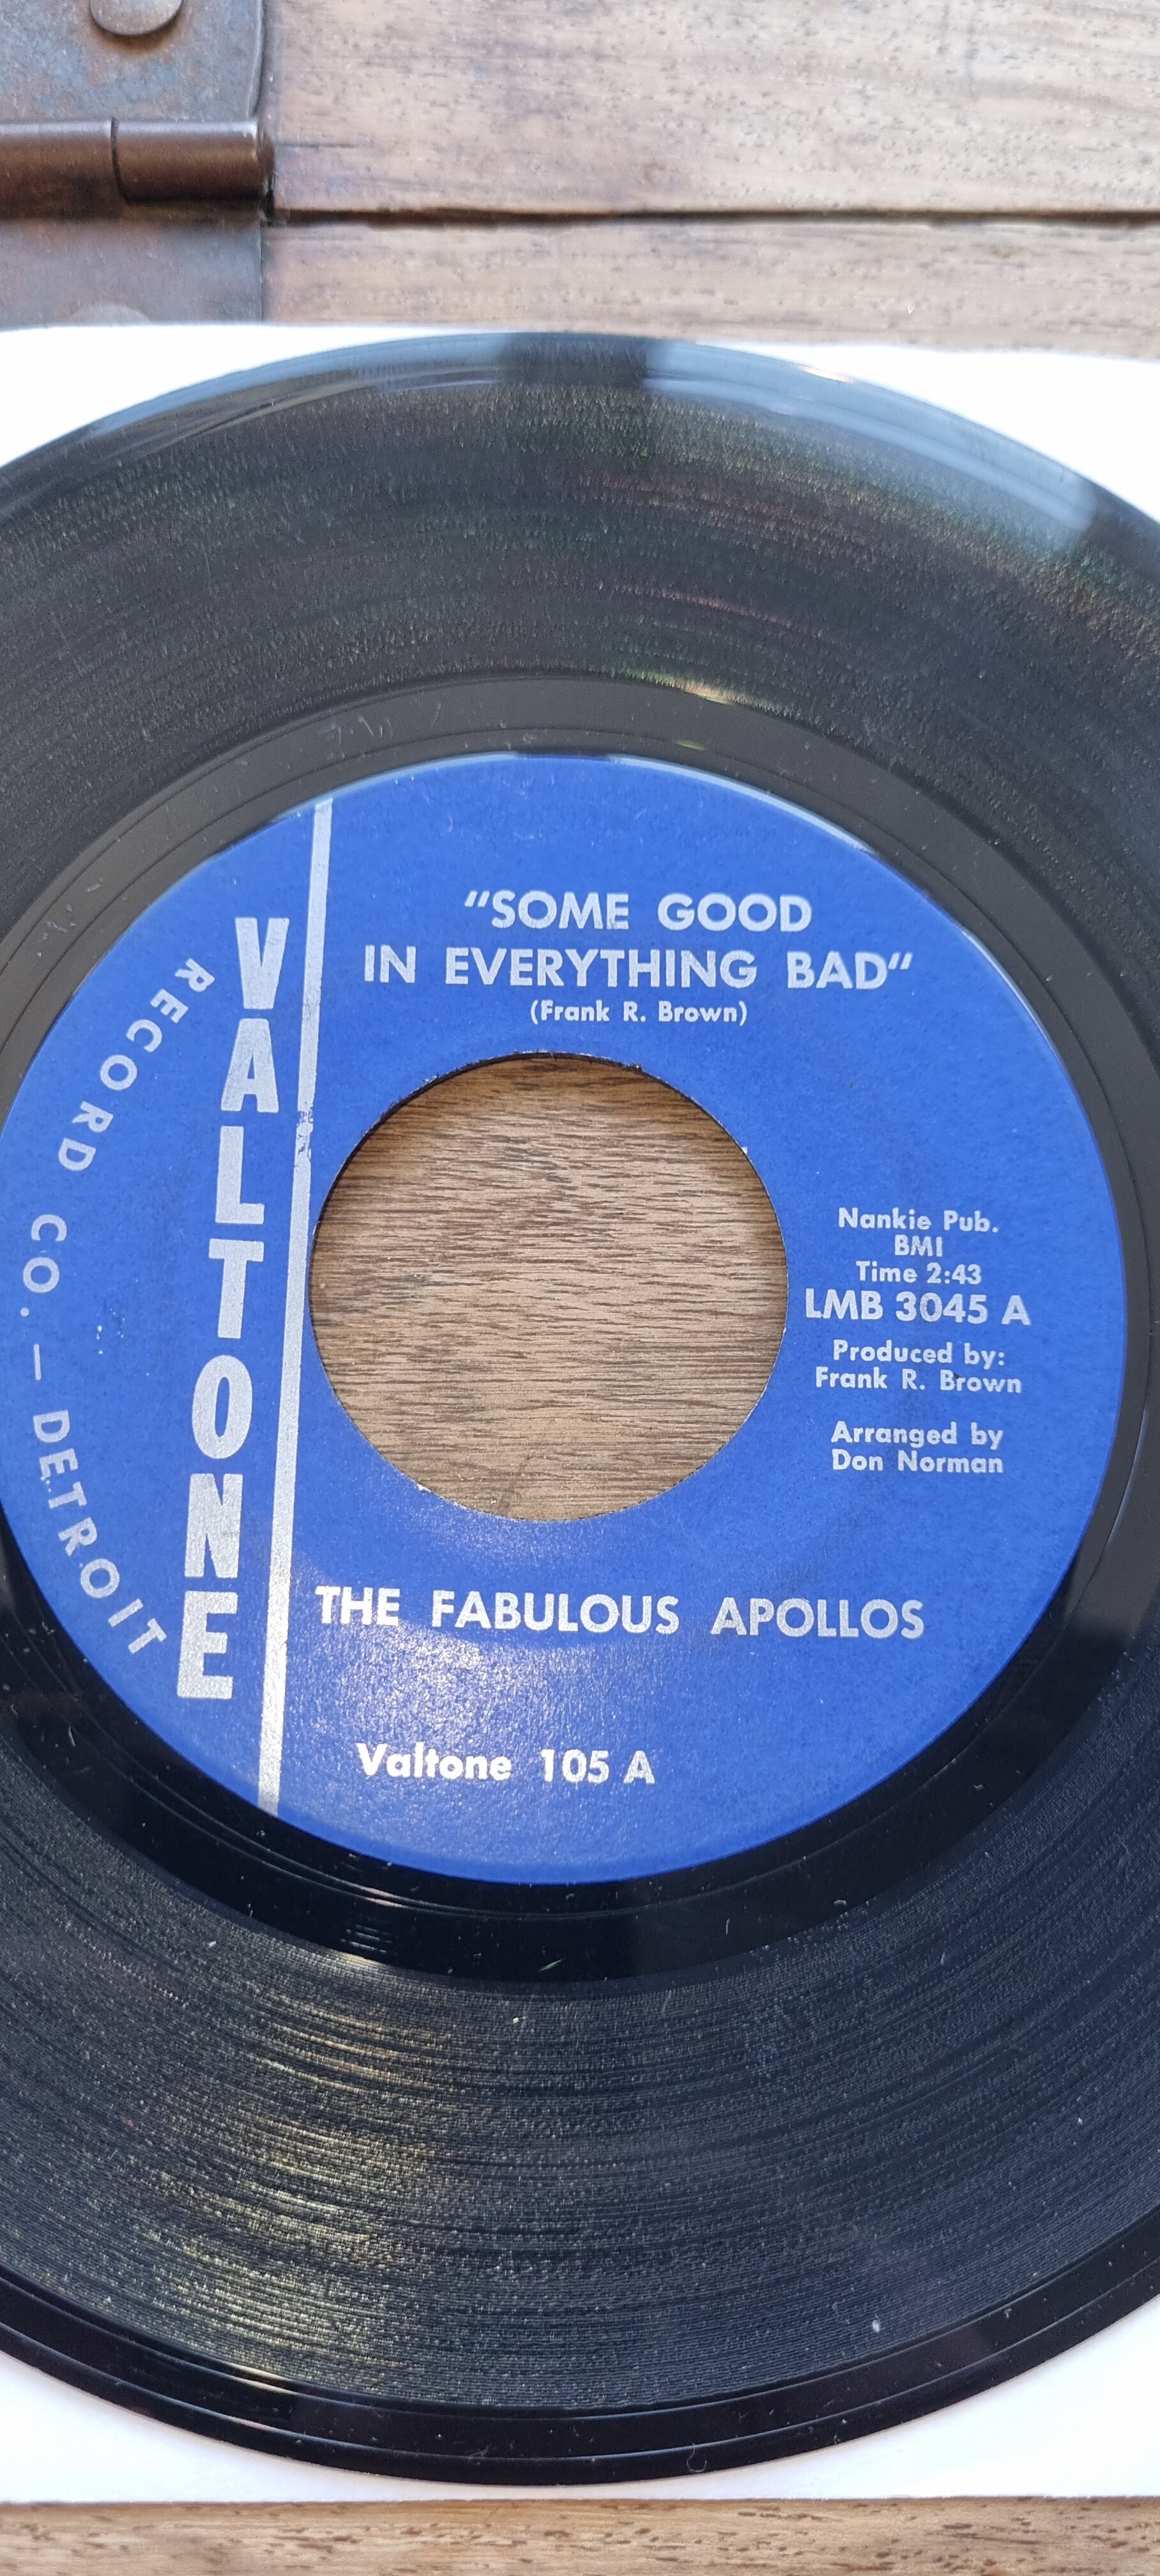 "SOME GOOD
IN EVERYTHING BAD"
(Frank R. Brown)
VALTONE
RECORD CO. — DETROIT
Nankie Pub.
BMI
Time 2:43
LMB 3045 A
Produced by:
Frank R. Brown
Arranged by
Don Norman
THE FABULOUS APOLLOS
Valtone 105 A